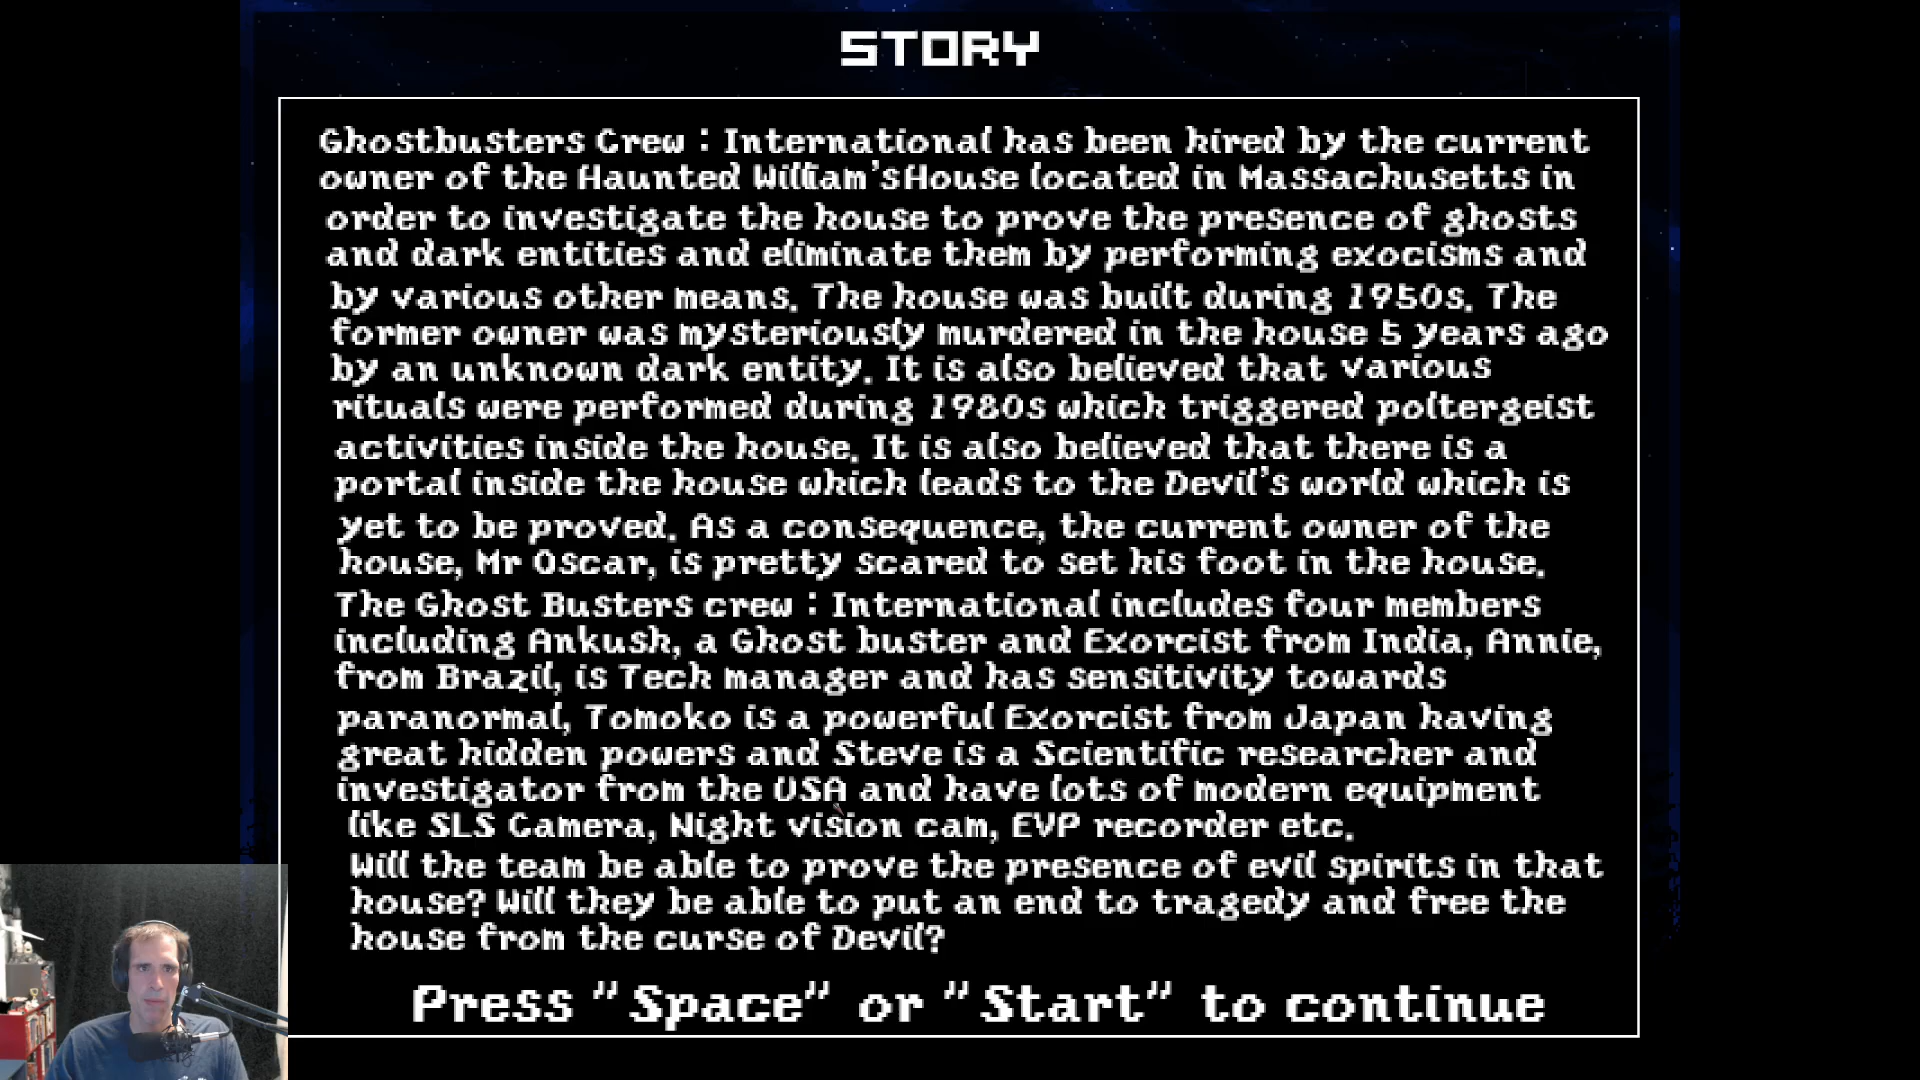 STORY
Ghostbusters Crew : International has been hired by the current
owner of the Haunted William's House located in Massachusetts in
order to investigate the house to prove the presence of ghosts
and dark entities and eliminate them by performing exocisms and
by various other means. The house was built during 1950s. The
former owner was mysteriously murdered in the house 5 years ago
by an unknown dark entity. It is also believed that various
rituals were performed during 1980s which triggered poltergeist
activities inside the house. It is also believed that there is a
portal inside the house which leads to the Devil's world which is
yet to be proved. As a consequence, the current owner of the
house, Mr Oscar, is pretty scared to set his foot in the house.
The Ghost Busters crew : International includes four members
including Ankush, a Ghost buster and Exorcist from India, Annie,
from Brazil, is Tech manager and has sensitivity towards
paranormal, Tomoko is a powerful Exorcist from Japan having
great hidden powers and Steve is a Scientific researcher and
investigator from the USA and have lots of modern equipment
like SLS Camera, Night vision cam, EVP recorder etc.
Will the team be able to prove the presence of evil spirits in that
house? Will they be able to put an end to tragedy and free the
house from the curse of Devil?
Press "Space" or "Start" to continue